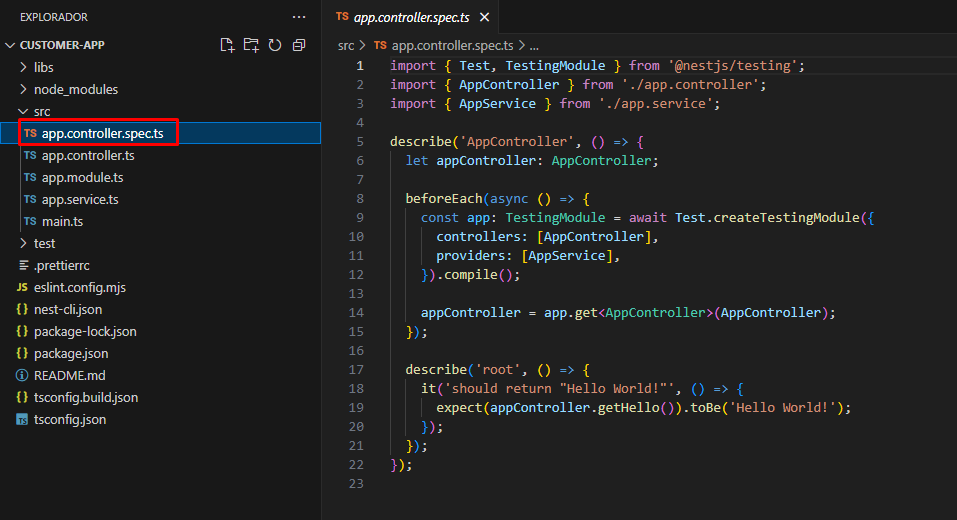 EXPLORADOR
CUSTOMER-APP
libs
node_modules
src
TS app.controller.spec.ts
TS app.controller.ts
TS app.module.ts
TS app.service.ts
TS main.ts
test
.prettierrc
JS eslint.config.mjs
{} nest-cli.json
{} package-lock.json
{} package.json
README.md
{} tsconfig.build.json
TS tsconfig.json
TS app.controller.spec.ts
src > TS app.controller.spec.ts > ...
1 import { Test, TestingModule } from '@nestjs/testing';
2 import { AppController } from './app.controller';
3 import { AppService } from './app.service';
4
5 describe('AppController', () => {
6   let appController: AppController;
7
8   beforeEach(async () => {
9     const app: TestingModule = await Test.createTestingModule({
10       controllers: [AppController],
11       providers: [AppService],
12     }).compile();
13
14     appController = app.get<AppController>(AppController);
15   });
16
17   describe('root', () => {
18     it('should return "Hello World!"', () => {
19       expect(appController.getHello()).toBe('Hello World!');
20     });
21   });
22 });
23